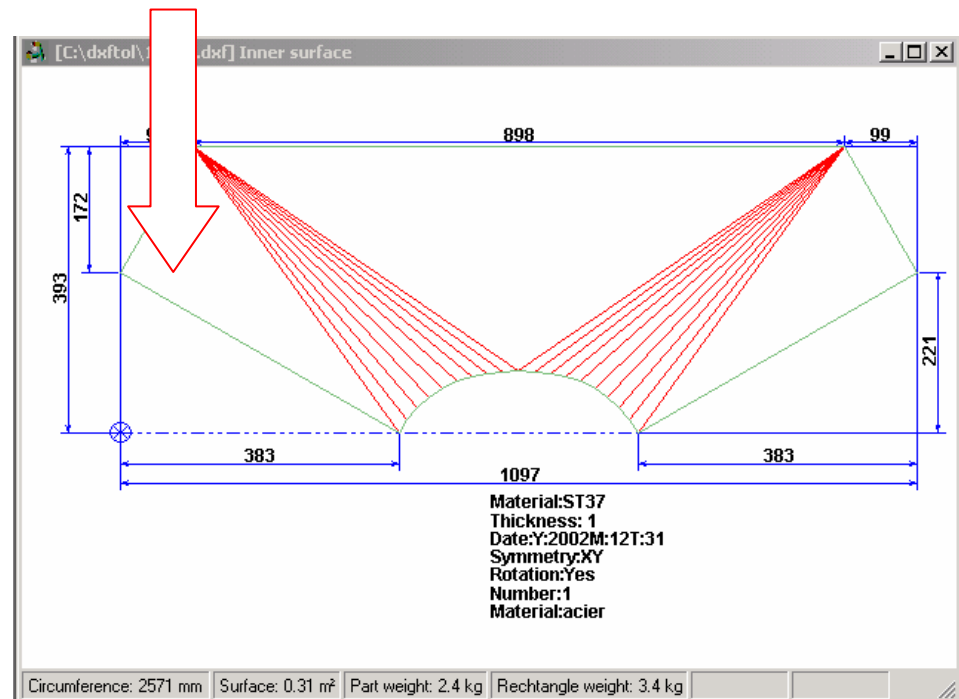 [C:\dxftol\1 .dxf] Inner surface
898
99
172
393
221
383
383
1097
Material:ST37
Thickness: 1
Date:Y:2002M:12T:31
Symmetry:XY
Rotation:Yes
Number:1
Material:acier
Circumference: 2571 mm
Surface: 0.31 m²
Part weight: 2.4 kg
Rechtangle weight: 3.4 kg